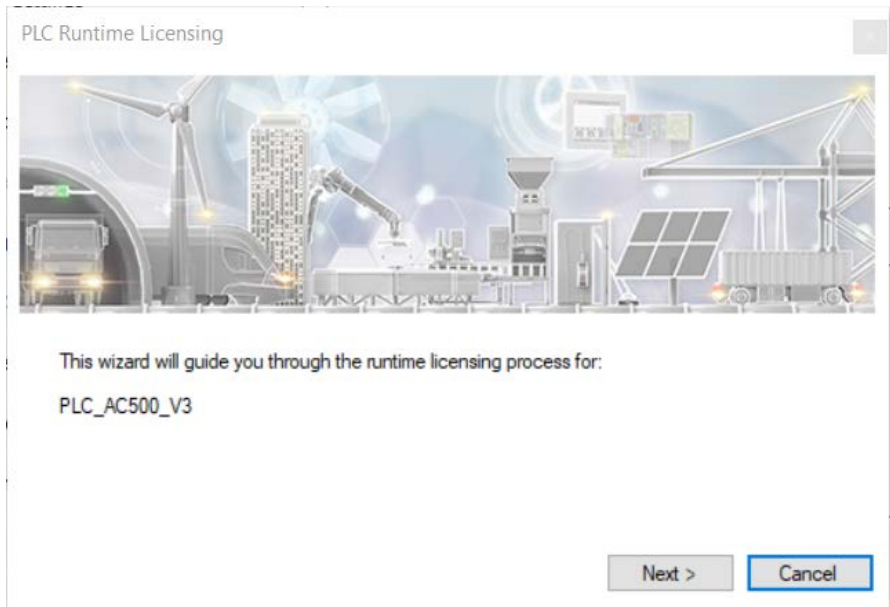 PLC Runtime Licensing
This wizard will guide you through the runtime licensing process for:
PLC_AC500_V3
Next >
Cancel